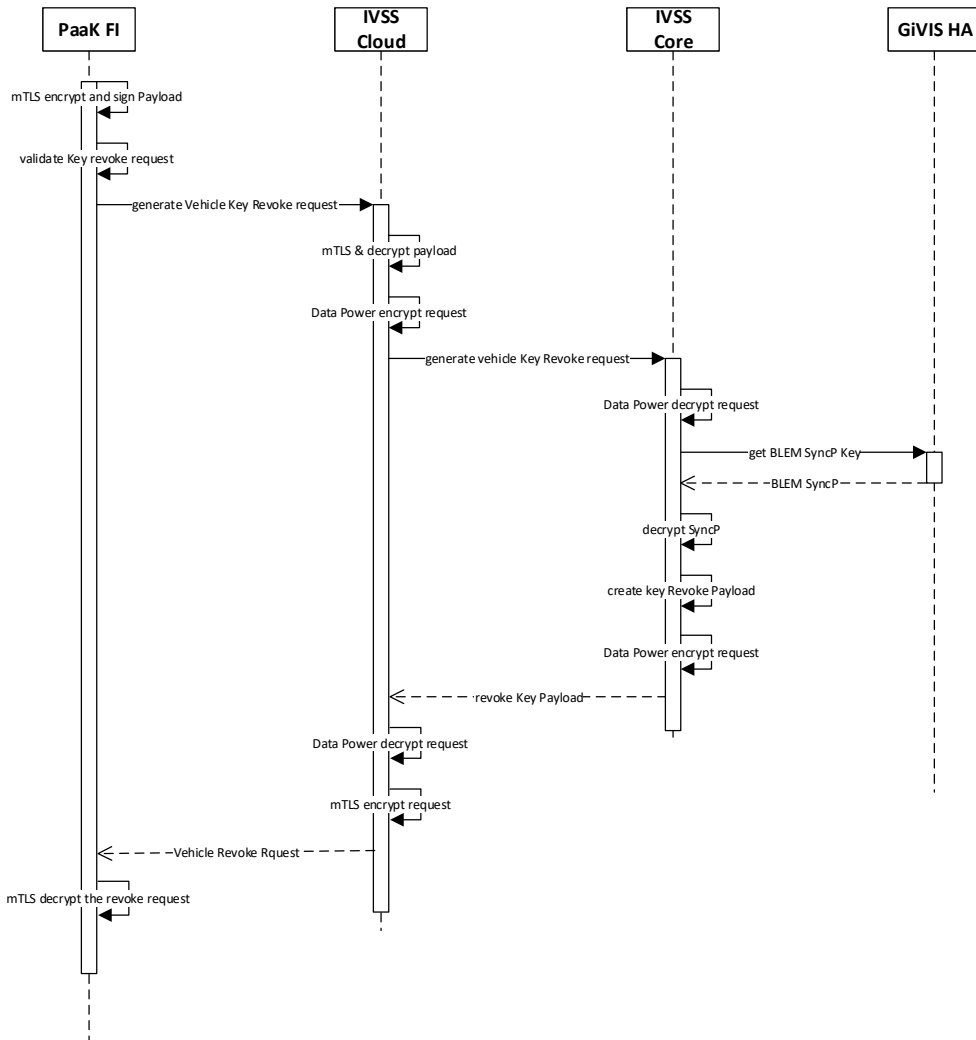 PaaK FI
IVSS
Cloud
IVSS
Core
GiVIS HA
mTLS encrypt and sign Payload
validate Key revoke request
generate Vehicle Key Revoke request
mTLS & decrypt payload
Data Power encrypt request
generate vehicle Key Revoke request
Data Power decrypt request
get BLEM SyncP Key
BLEM SyncP
decrypt SyncP
create key Revoke Payload
Data Power encrypt request
revoke Key Payload
Data Power decrypt request
mTLS encrypt request
Vehicle Revoke Rquest
mTLS decrypt the revoke request